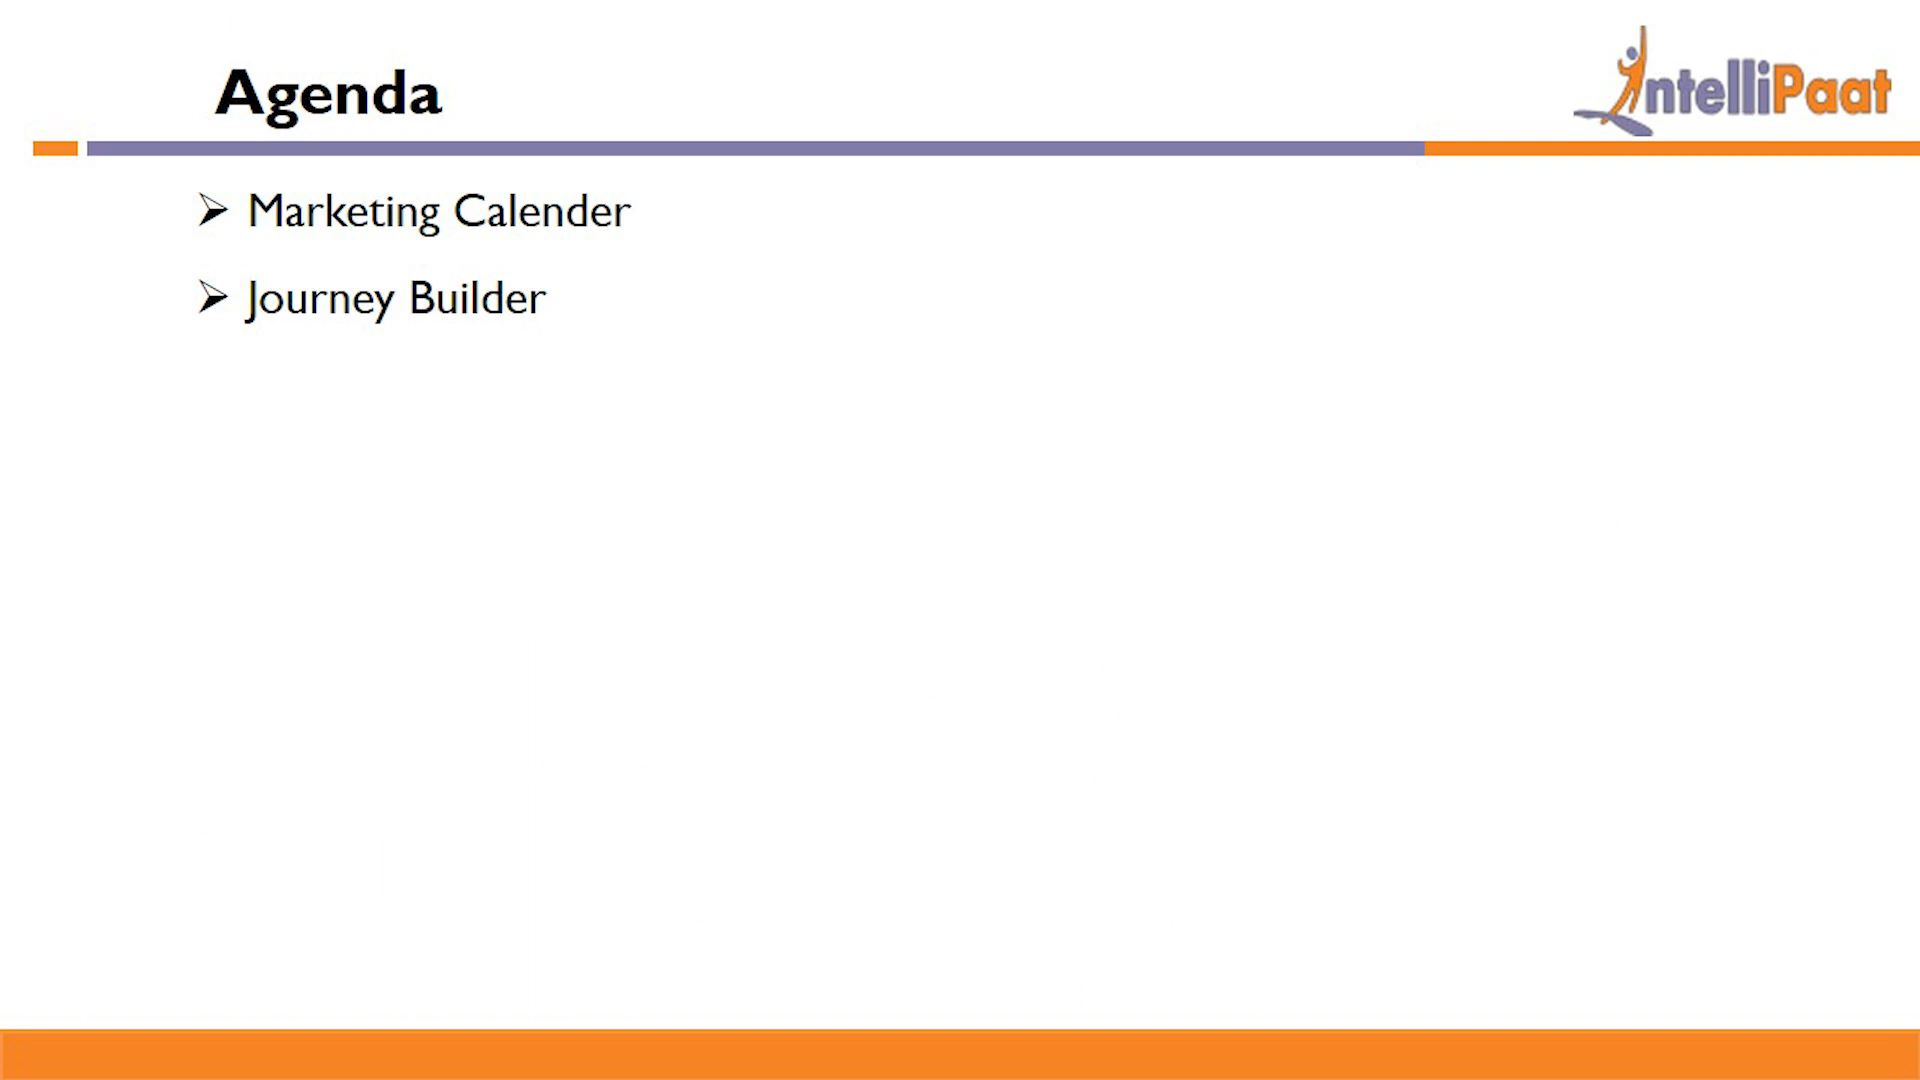 Agenda
IntelliPaat
➢ Marketing Calender
➢ Journey Builder